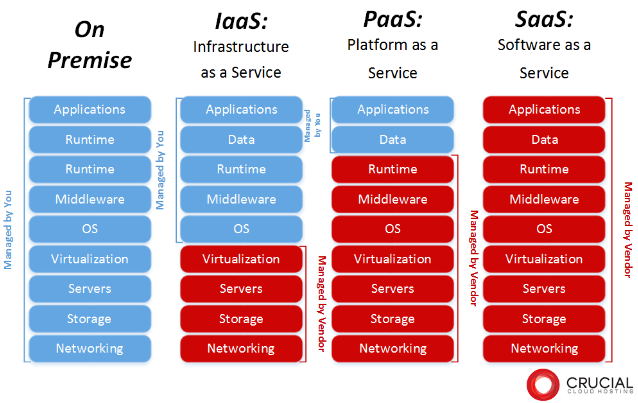 On
Premise
Managed by You
Applications
Runtime
Runtime
Middleware
OS
Virtualization
Servers
Storage
Networking
IaaS:
Infrastructure
as a Service
Managed by You
Applications
Data
Runtime
Middleware
OS
Virtualization
Servers
Storage
Networking
Managed by Vendor
PaaS:
Platform as a
Service
Managed
by You
Applications
Data
Runtime
Middleware
OS
Virtualization
Servers
Storage
Networking
Managed by Vendor
SaaS:
Software as a
Service
Applications
Data
Runtime
Middleware
OS
Virtualization
Servers
Storage
Networking
Managed by Vendor
CRUCIAL
CLOUD HOSTING